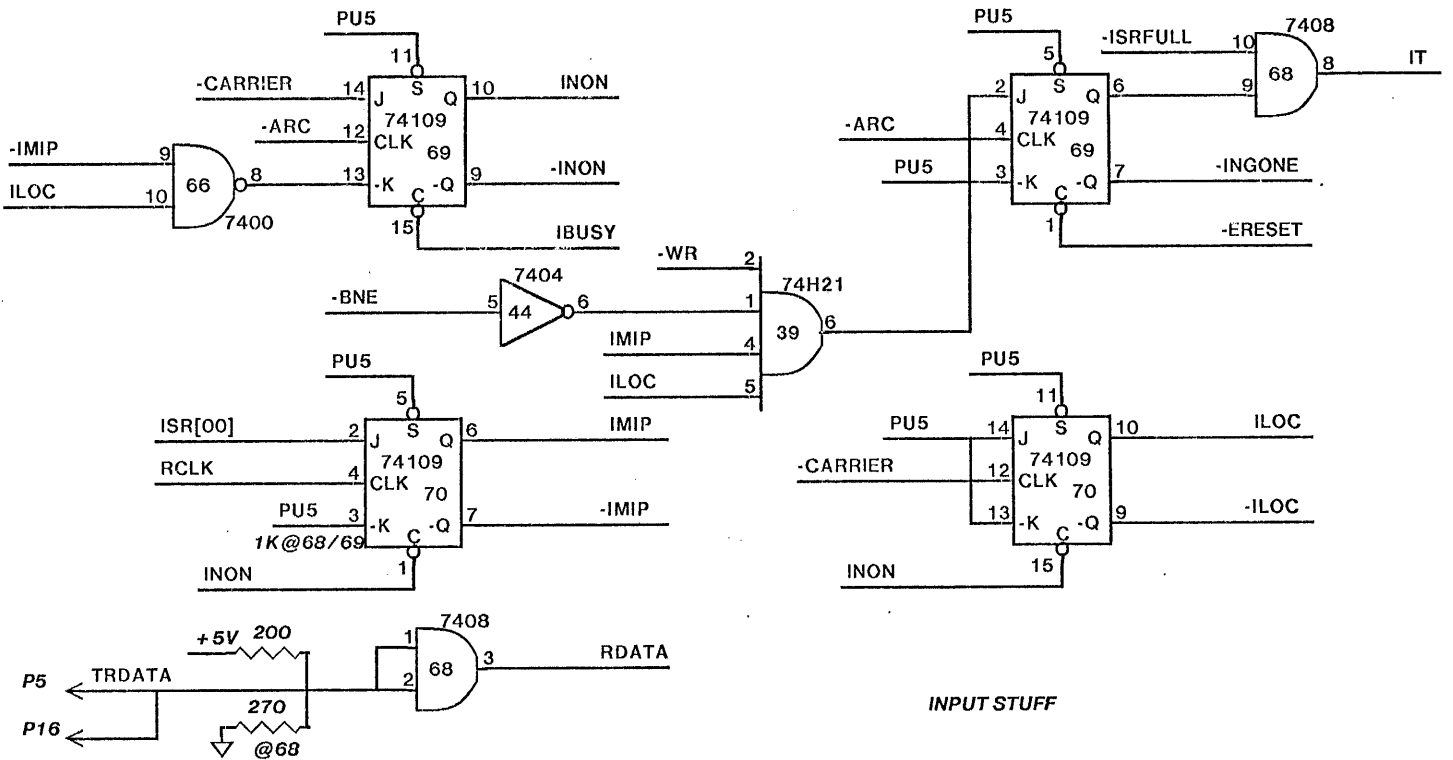 PU5
11
-CARRIER
14
J
S
Q
10
INON
74109
-ARC
12
CLK
69
-IMIP
9
66
8
13
-K
-Q
9
-INON
ILOC
10
7400
C
15
IBUSY
PU5
5
-ISRFULL
10
7408
68
8
IT
9
2
J
S
Q
6
74109
-ARC
4
CLK
69
PU5
3
-K
-Q
7
-INGONE
C
1
-ERESET
-WR
2
74H21
7404
-BNE
5
44
6
1
39
6
IMIP
4
ILOC
5
PU5
5
ISR[00]
2
J
S
Q
6
IMIP
74109
RCLK
4
CLK
70
PU5
3
-K
-Q
7
-IMIP
1K@68/69
C
1
INON
PU5
11
PU5
14
J
S
Q
10
ILOC
74109
-CARRIER
12
CLK
70
13
-K
-Q
9
-ILOC
C
15
INON
7408
+5V
200
1
68
3
RDATA
P5
TRDATA
2
P16
270
@68
INPUT STUFF